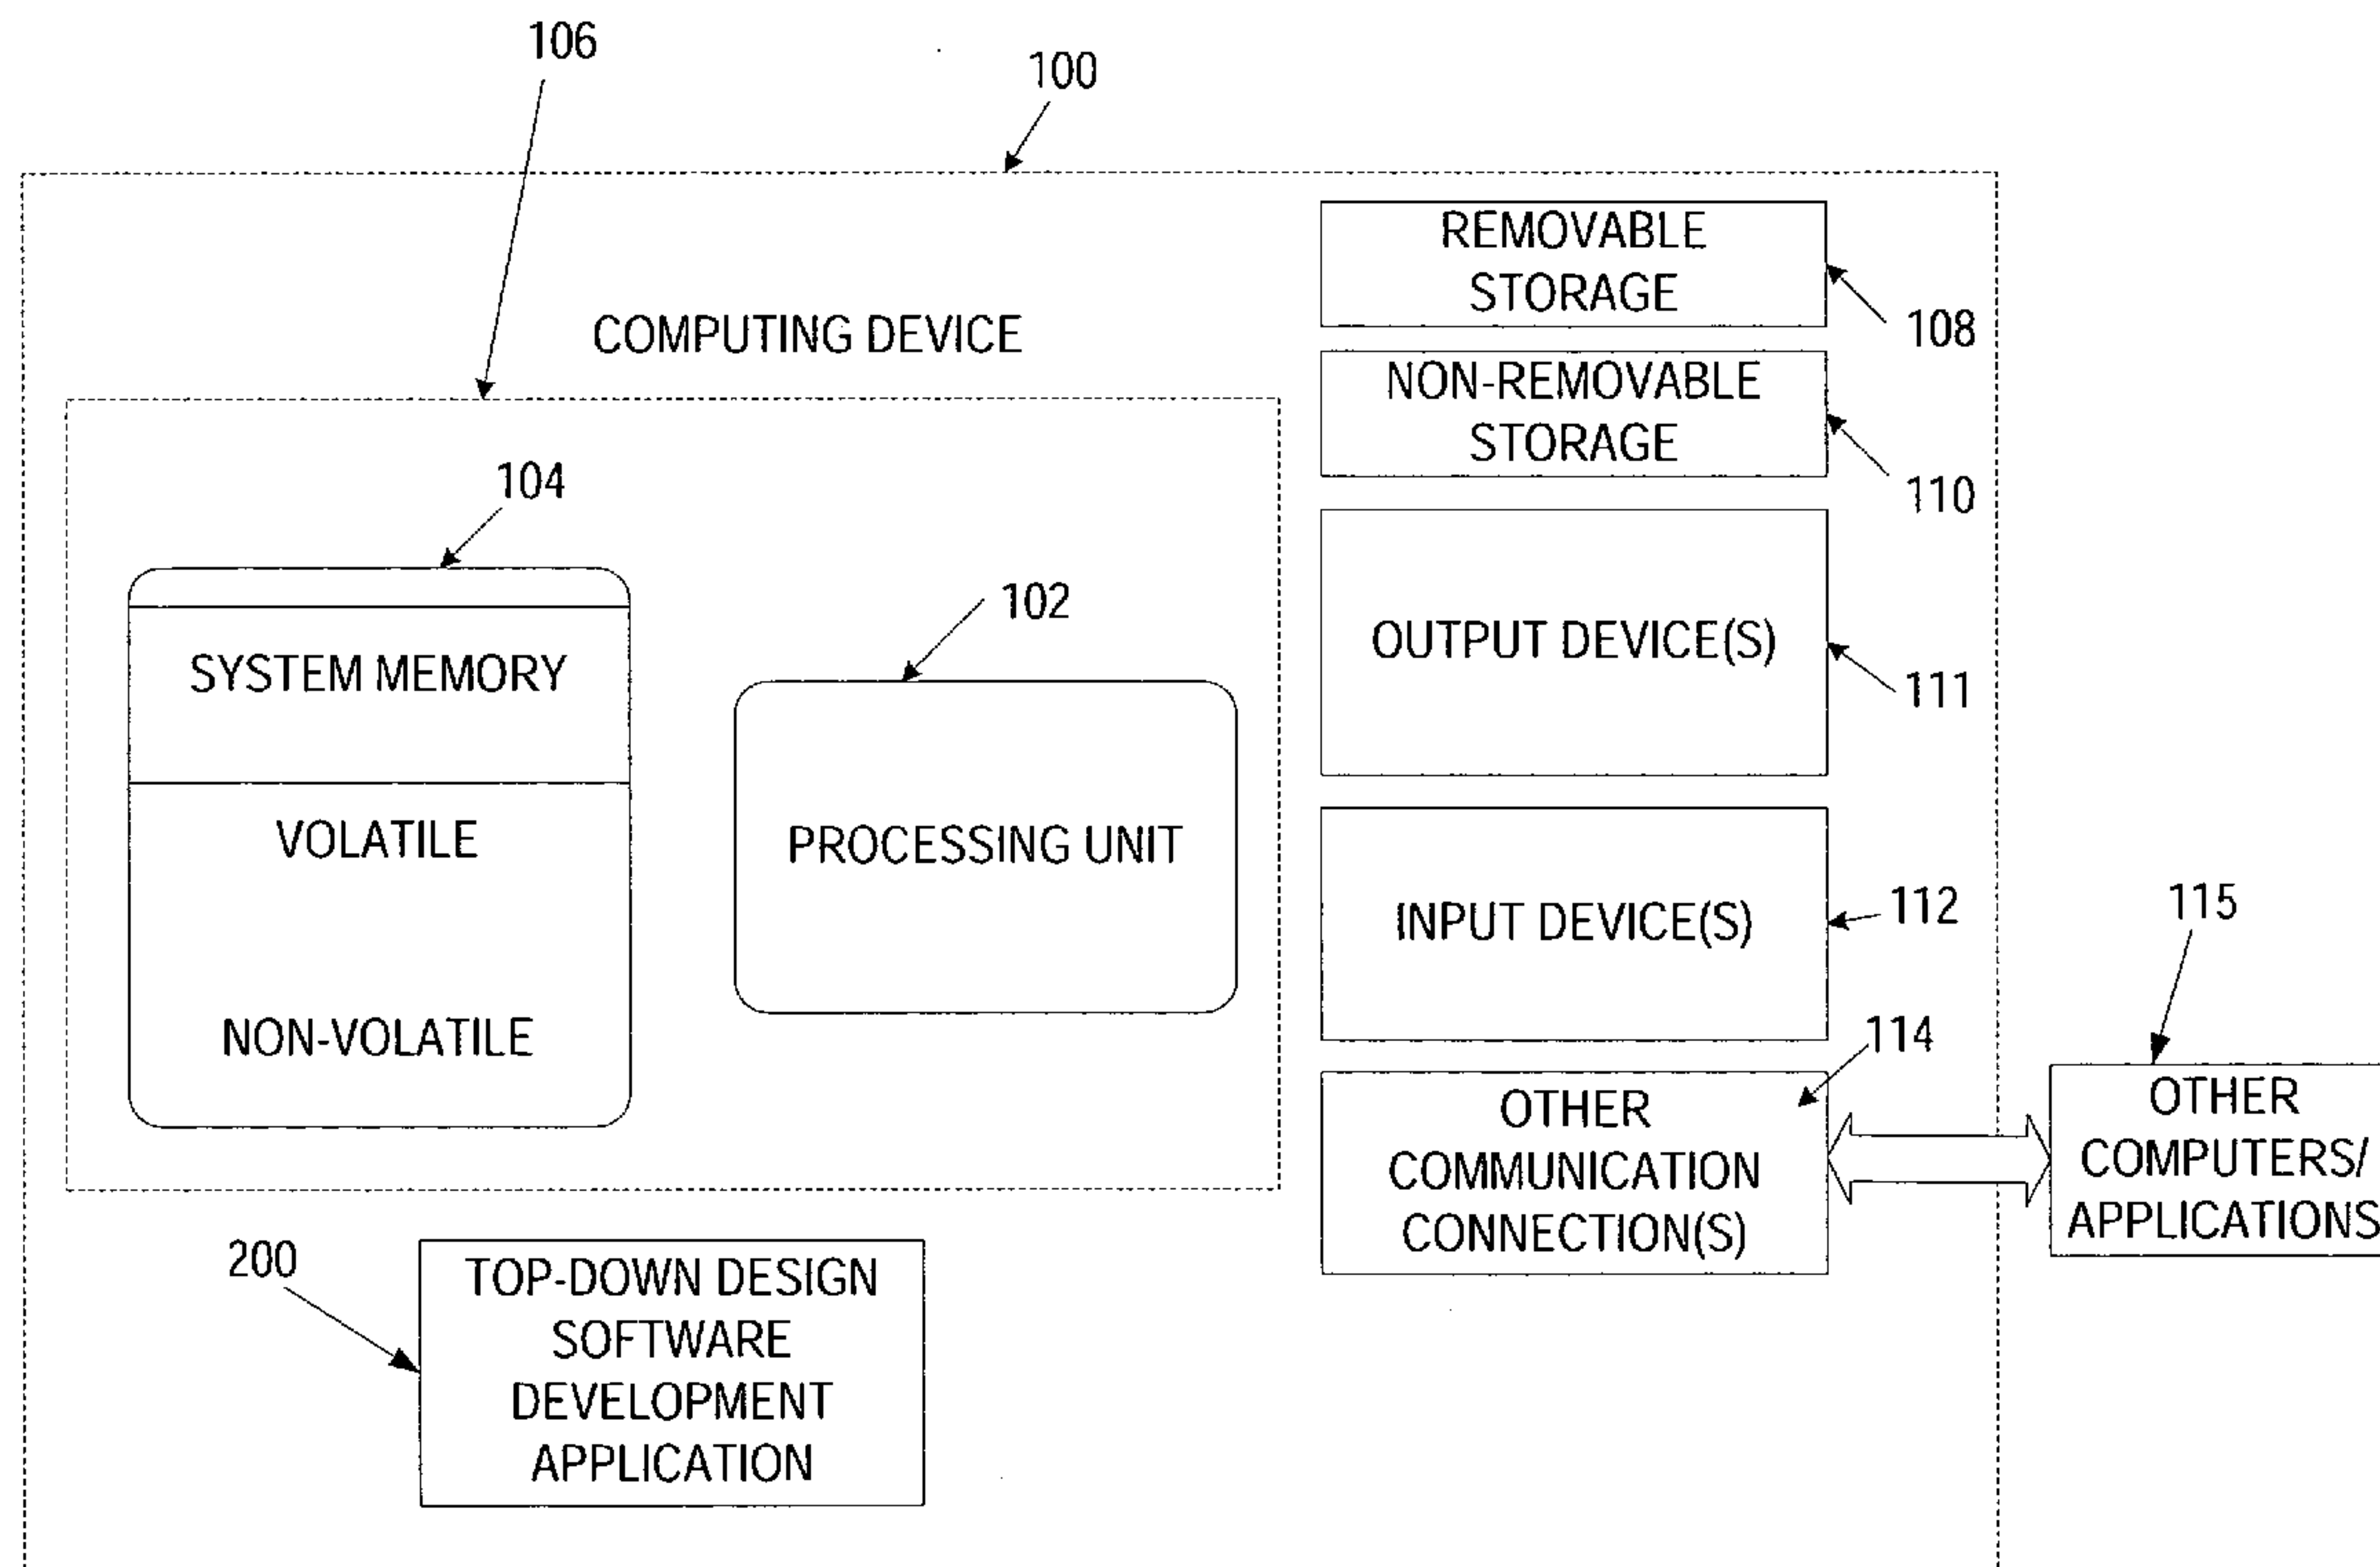 106
100
REMOVABLE
STORAGE
108
COMPUTING DEVICE
NON-REMOVABLE
STORAGE
110
104
102
OUTPUT DEVICE(S)
111
SYSTEM MEMORY
VOLATILE
NON-VOLATILE
PROCESSING UNIT
INPUT DEVICE(S)
112
114
115
OTHER
COMMUNICATION
CONNECTION(S)
OTHER
COMPUTERS/
APPLICATIONS
200
TOP-DOWN DESIGN
SOFTWARE
DEVELOPMENT
APPLICATION